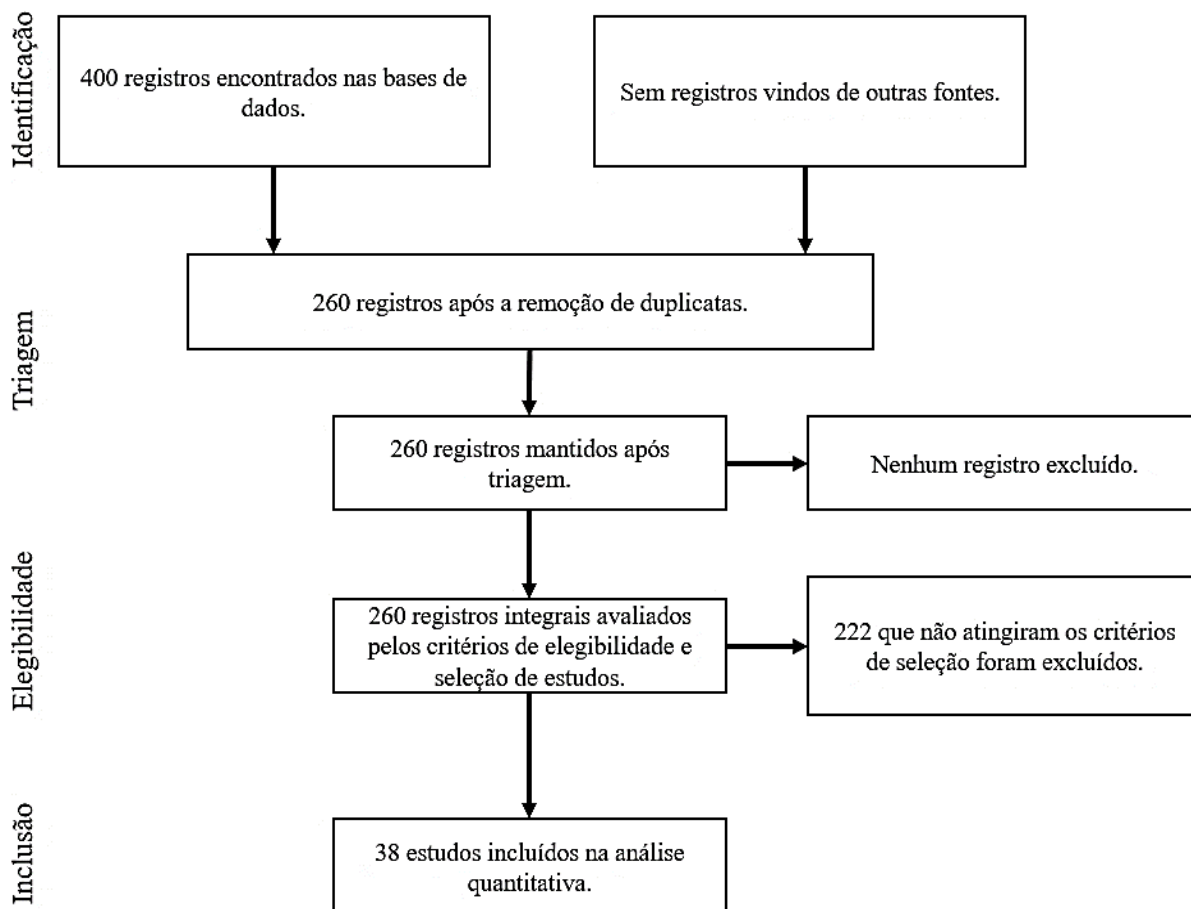 Identificação
400 registros encontrados nas bases de
dados.
Sem registros vindos de outras fontes.
Triagem
260 registros após a remoção de duplicatas.
260 registros mantidos após
triagem.
Nenhum registro excluído.
Elegibilidade
260 registros integrais avaliados
pelos critérios de elegibilidade e
seleção de estudos.
222 que não atingiram os critérios
de seleção foram excluídos.
Inclusão
38 estudos incluídos na análise
quantitativa.